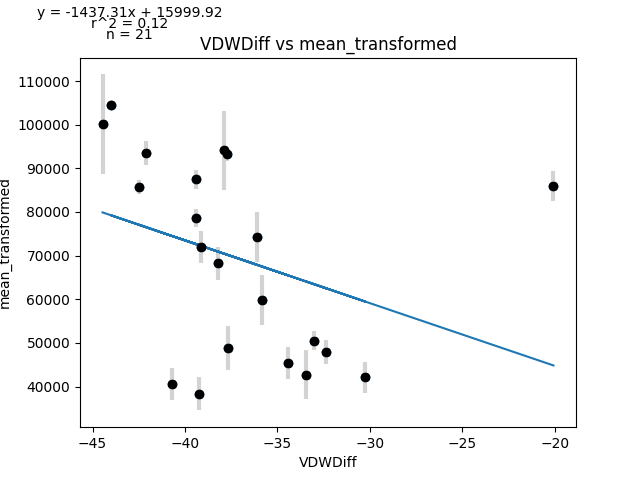 y = -1437.31x + 15999.92
r^2 = 0.12
n = 21
VDWDiff vs mean_transformed
110000
100000
90000
80000
70000
60000
50000
40000
mean_transformed
−45
−40
−35
−30
−25
−20
VDWDiff